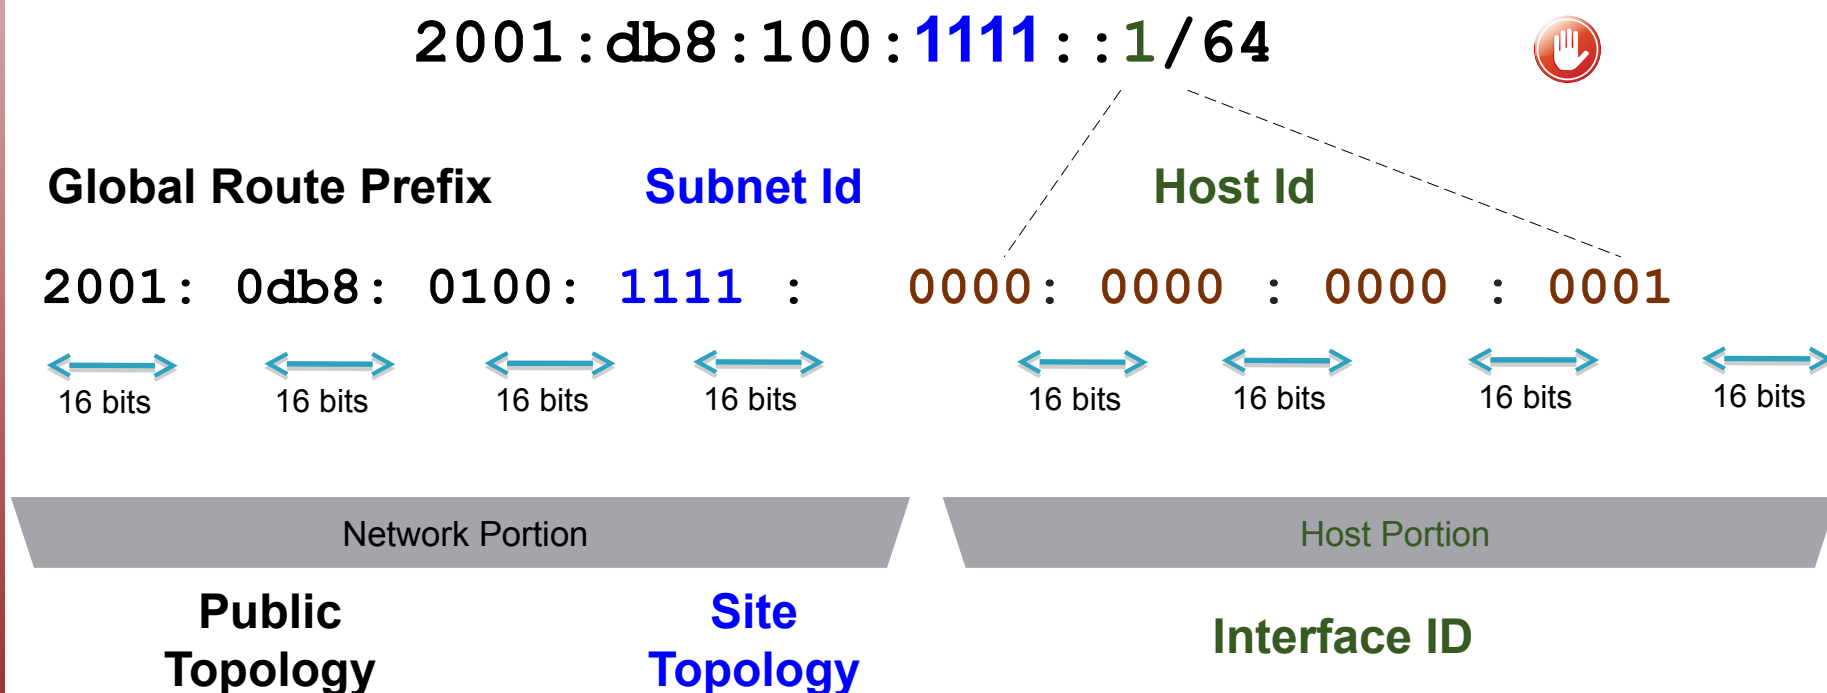 2001:db8:100:1111::1/64
Global Route Prefix Subnet Id Host Id
2001: 0db8: 0100: 1111 : 0000: 0000 : 0000 : 0001
16 bits 16 bits 16 bits 16 bits 16 bits 16 bits 16 bits 16 bits
Network Portion Host Portion
Public Site
Topology Topology
Interface ID